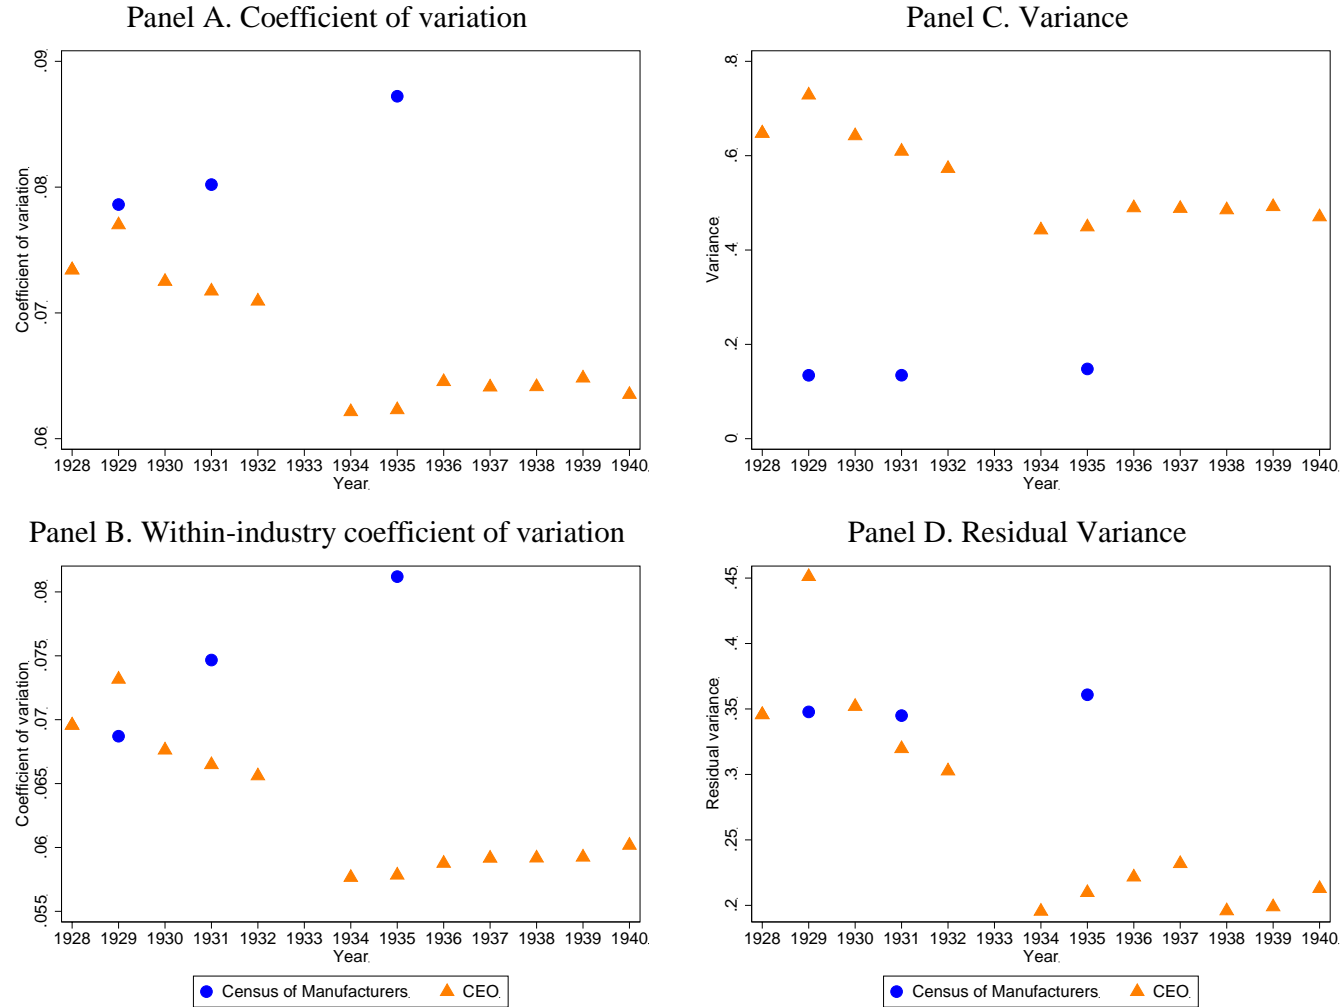 Panel A. Coefficient of variation
.09
.08
.07
.06
Coefficient of variation
1928 1929 1930 1931 1932 1933 1934 1935 1936 1937 1938 1939 1940
Year
Panel C. Variance
.8
.6
.4
.2
0
Variance
1928 1929 1930 1931 1932 1933 1934 1935 1936 1937 1938 1939 1940
Year
Panel B. Within-industry coefficient of variation
.08
.075
.07
.065
.06
.055
Coefficient of variation
1928 1929 1930 1931 1932 1933 1934 1935 1936 1937 1938 1939 1940
Year
Census of Manufacturers CEO
Panel D. Residual Variance
.45
.4
.35
.3
.25
.2
Residual variance
1928 1929 1930 1931 1932 1933 1934 1935 1936 1937 1938 1939 1940
Year
Census of Manufacturers CEO